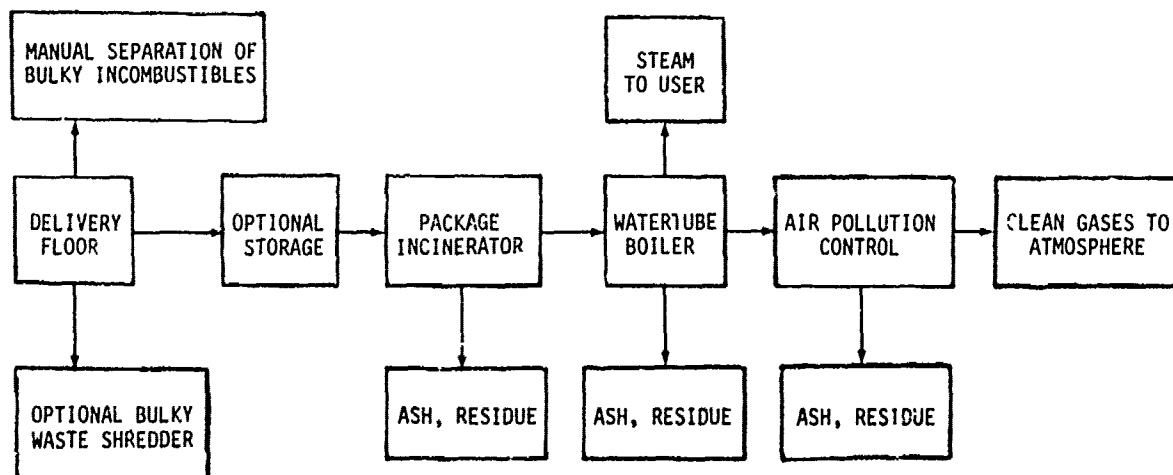 MANUAL SEPARATION OF
BULKY INCOMBUSTIBLES
STEAM
TO USER
DELIVERY
FLOOR
OPTIONAL
STORAGE
PACKAGE
INCINERATOR
WATERTUBE
BOILER
AIR POLLUTION
CONTROL
CLEAN GASES TO
ATMOSPHERE
OPTIONAL BULKY
WASTE SHREDDER
ASH, RESIDUE
ASH, RESIDUE
ASH, RESIDUE